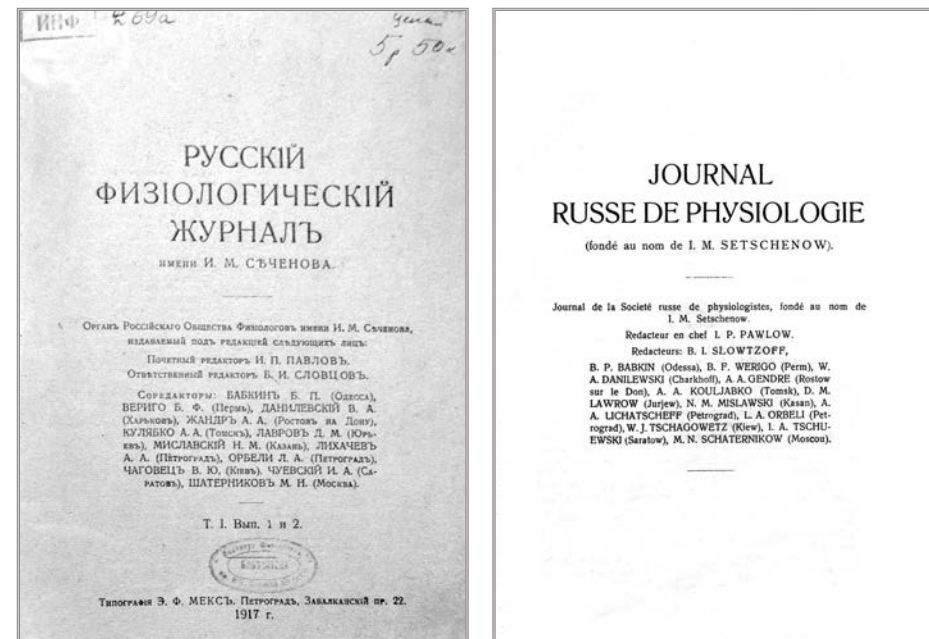 ИНФ £ 69a цена
5р 50к
РУССКІЙ
ФИЗІОЛОГИЧЕСКІЙ
ЖУРНАЛЪ
имени И. М. СѢЧЕНОВА.
Органъ Россійскаго Общества Физіологовъ имени И. М. Сѣченова,
издаваемый подъ редакціей слѣдующихъ лицъ:
Почетный редакторъ И. П. ПАВЛОВЪ.
Отвѣтственный редакторъ Б. И. СЛОВЦОВЪ.
Соредакторы: БАБКИНЪ Б. П. (Одесса),
ВЕРИГО Б. Ф. (Пермь), ДАНИЛЕВСКІЙ В. А.
(Харьковъ), ЖАНДРЪ А. А. (Ростовъ на Дону),
КУЛЯБКО А. А. (Томскъ), ЛАВРОВЪ Д. М. (Юрь-
евъ), МИСЛАВСКІЙ Н. М. (Казань), ЛИХАЧЕВЪ
А. А. (Петроградъ), ОРБЕЛИ Л. А. (Петроградъ),
ЧАГОВЕЦЪ В. Ю. (Кіевъ), ЧУЕВСКІЙ И. А. (Са-
ратовъ), ШАТЕРНИКОВЪ М. Н. (Москва).
Т. I. Вып. 1 и 2.
Типографія Э. Ф. МЕКСЪ. Петроградъ, Забалканскій пр. 22.
1917 г.
JOURNAL
RUSSE DE PHYSIOLOGIE
(fondé au nom de I. M. SETSCHENOW).
Journal de la Societé russe de physiologistes, fondé au nom de
I. M. Setschenow.
Redacteur en chef I. P. PAWLOW.
Redacteurs: B. I. SLOWTZOFF,
B. P. BABKIN (Odessa), B. F. WERIGO (Perm), W.
A. DANILEWSKI (Charkhoff), A. A. GENDRE (Rostow
sur le Don), A. A. KOULJABKO (Tomsk), D. M.
LAWROW (Jurjew), N. M. MISLAWSKI (Kasan), A.
A. LICHATSCHEFF (Petrograd), L. A. ORBELI (Pet-
rograd), W. J. TSCHAGOWETZ (Kiew), I. A. TSCHU-
EWSKI (Saratow), M. N. SCHATERNIKOW (Moscou).